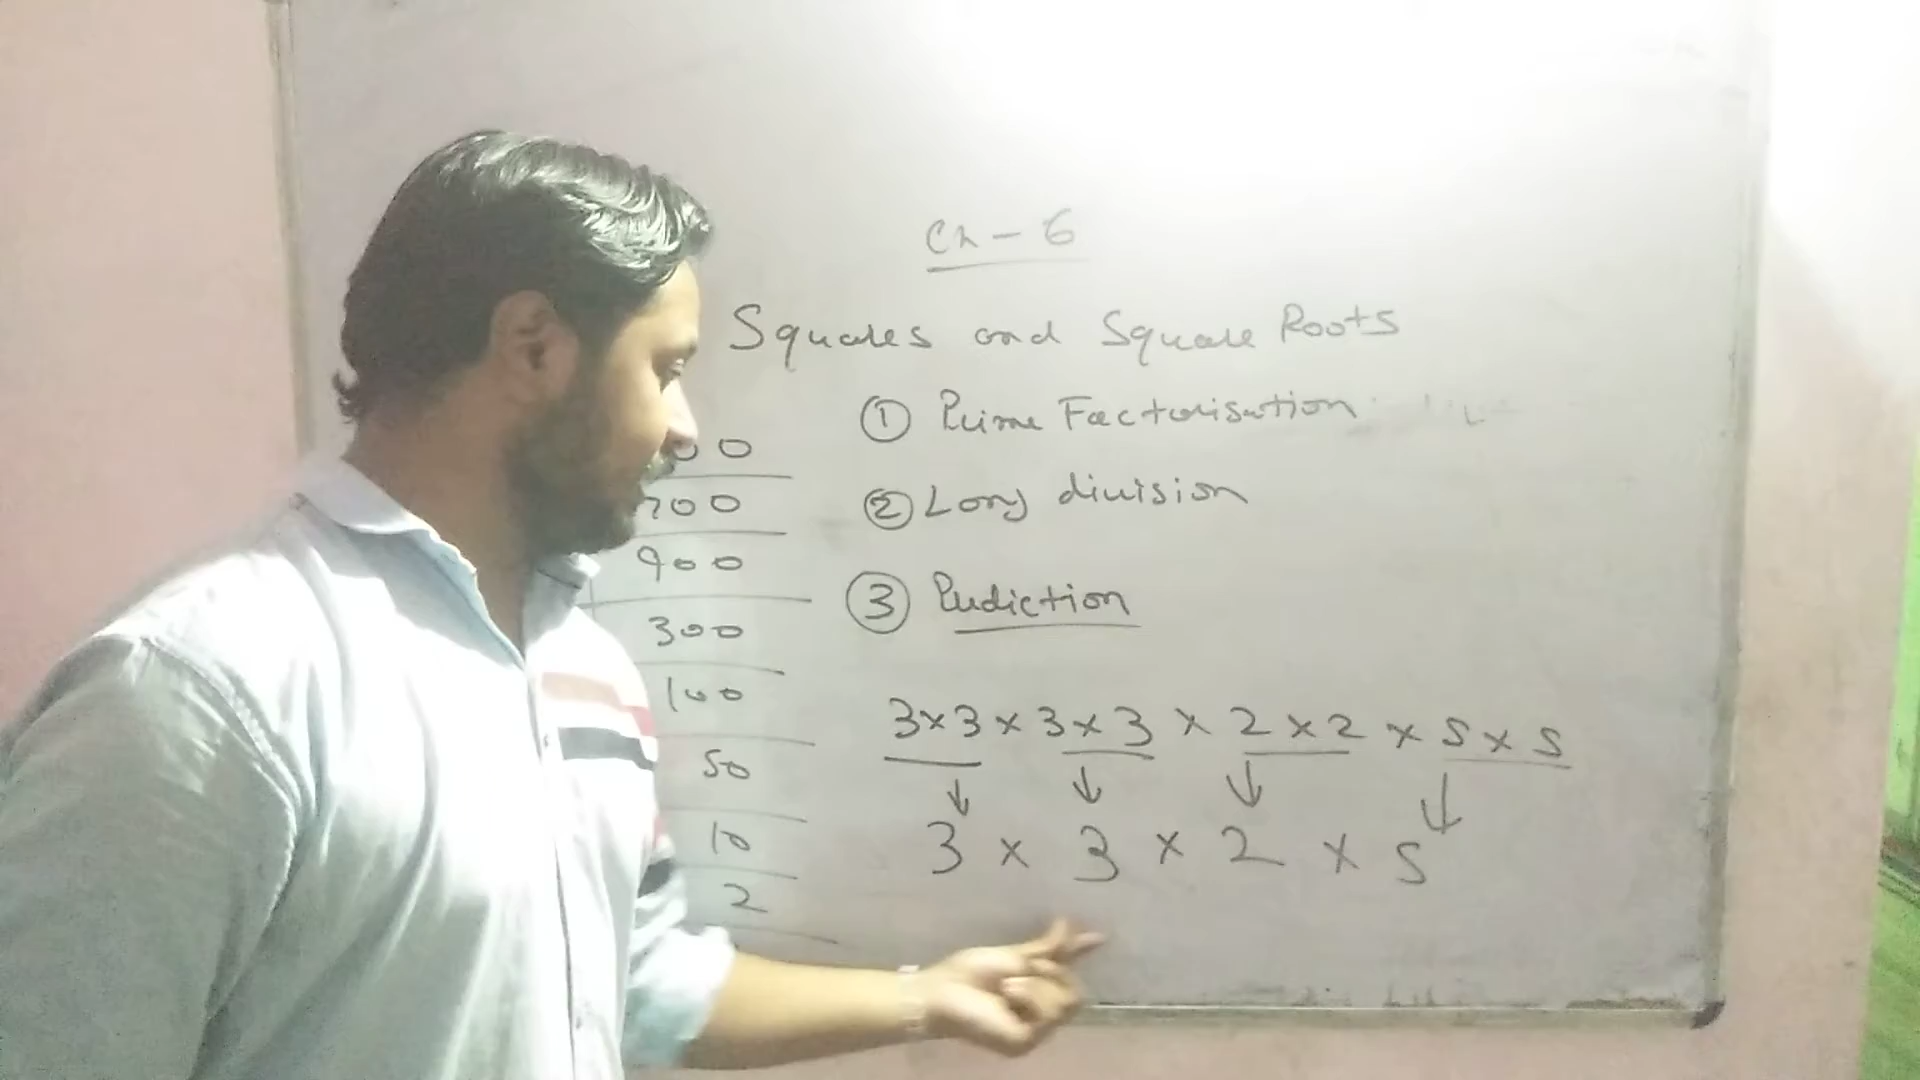 Ch - 6
Squares and Square Roots
① Prime Factorisation
② Long division
③ Prediction
00
700
900
300
100
50
10
2
3×3×3×3×2×2×5×5
↓ ↓ ↓ ↓
3 × 3 × 2 × 5